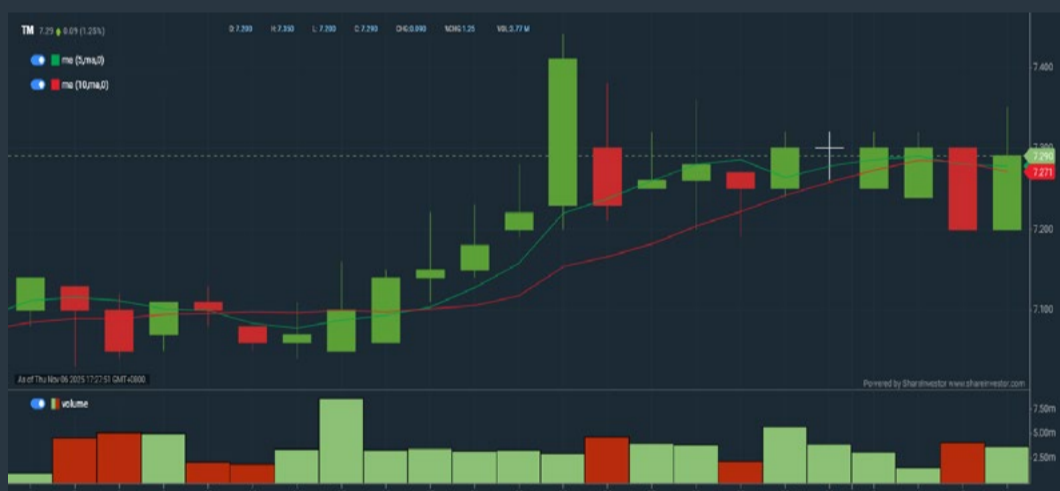 TM 7.29 0.09 (1.25%) O:7.200 H:7.350 L:7.200 C:7.290 CHG:0.090 %CHG:1.25 VOL:3.77 M
ma (5,ma,0)
ma (10,ma,0)
7.400
7.290
7.271
7.200
7.100
As of Thu Nov 06 2025 17:27:51 GMT+0800
Powered by ShareInvestor www.shareinvestor.com
volume
7.50m
5.00m
2.50m